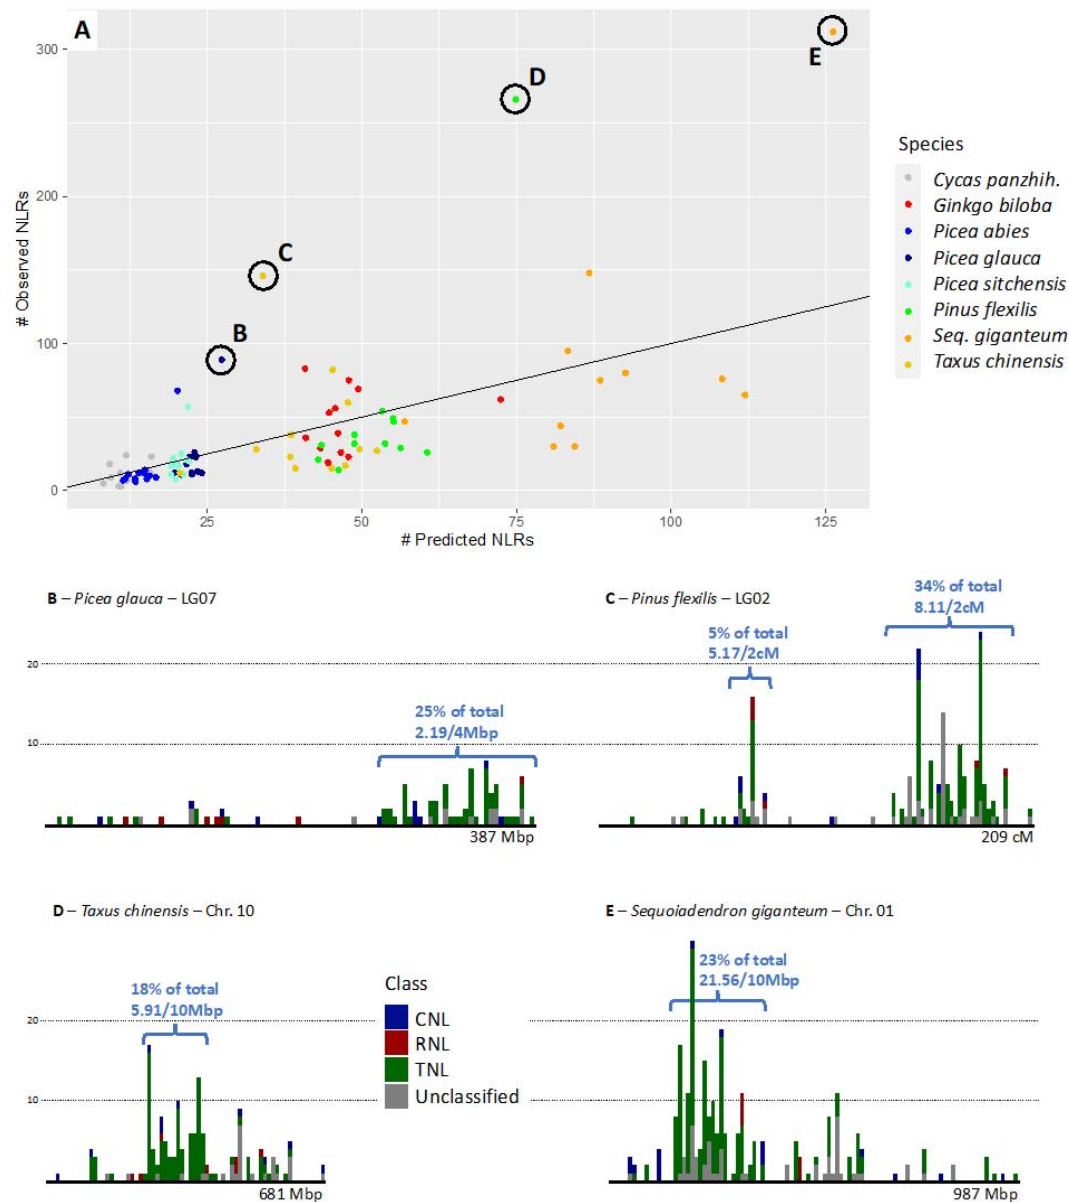 A
300
200
100
0
# Observed NLRs
B
C
D
E
25
50
75
100
125
# Predicted NLRs
Species
Cycas panzhih.
Ginkgo biloba
Picea abies
Picea glauca
Picea sitchensis
Pinus flexilis
Seq. giganteum
Taxus chinensis
B – Picea glauca – LG07
20
10
25% of total
2.19/4Mbp
387 Mbp
C – Pinus flexilis – LG02
5% of total
5.17/2cM
34% of total
8.11/2cM
209 cM
D – Taxus chinensis – Chr. 10
18% of total
5.91/10Mbp
20
10
681 Mbp
Class
CNL
RNL
TNL
Unclassified
E – Sequoiadendron giganteum – Chr. 01
23% of total
21.56/10Mbp
987 Mbp